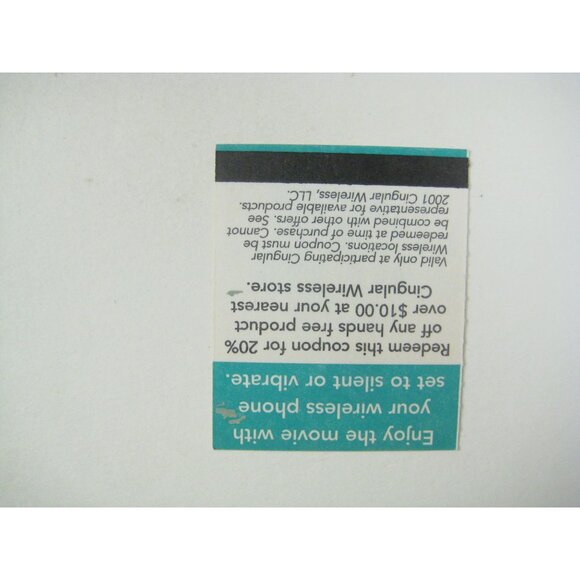 Enjoy the movie with
your wireless phone
set to silent or vibrate.
Redeem this coupon for 20%
off any hands free product
over $10.00 at your nearest
Cingular Wireless store.
Valid only at participating Cingular
Wireless locations. Coupon must be
redeemed at time of purchase. Cannot
be combined with other offers. See
representative for available products.
2001 Cingular Wireless, LLC.